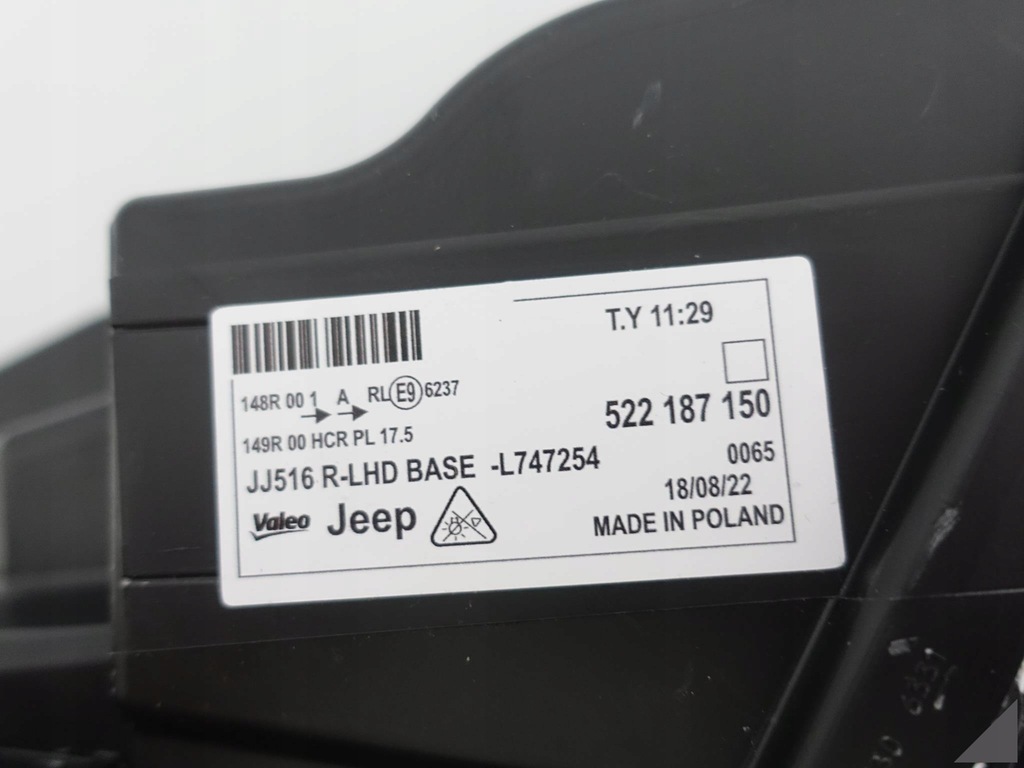 T.Y 11:29
148R 00 1 A RL E9 6237
149R 00 HCR PL 17.5
522 187 150
JJ516 R-LHD BASE -L747254
0065
18/08/22
Valeo Jeep
MADE IN POLAND